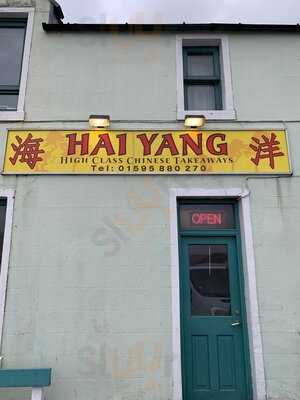 海 HAI YANG 洋
HIGH CLASS CHINESE TAKEAWAYS
Tel: 01595 880 270
OPEN